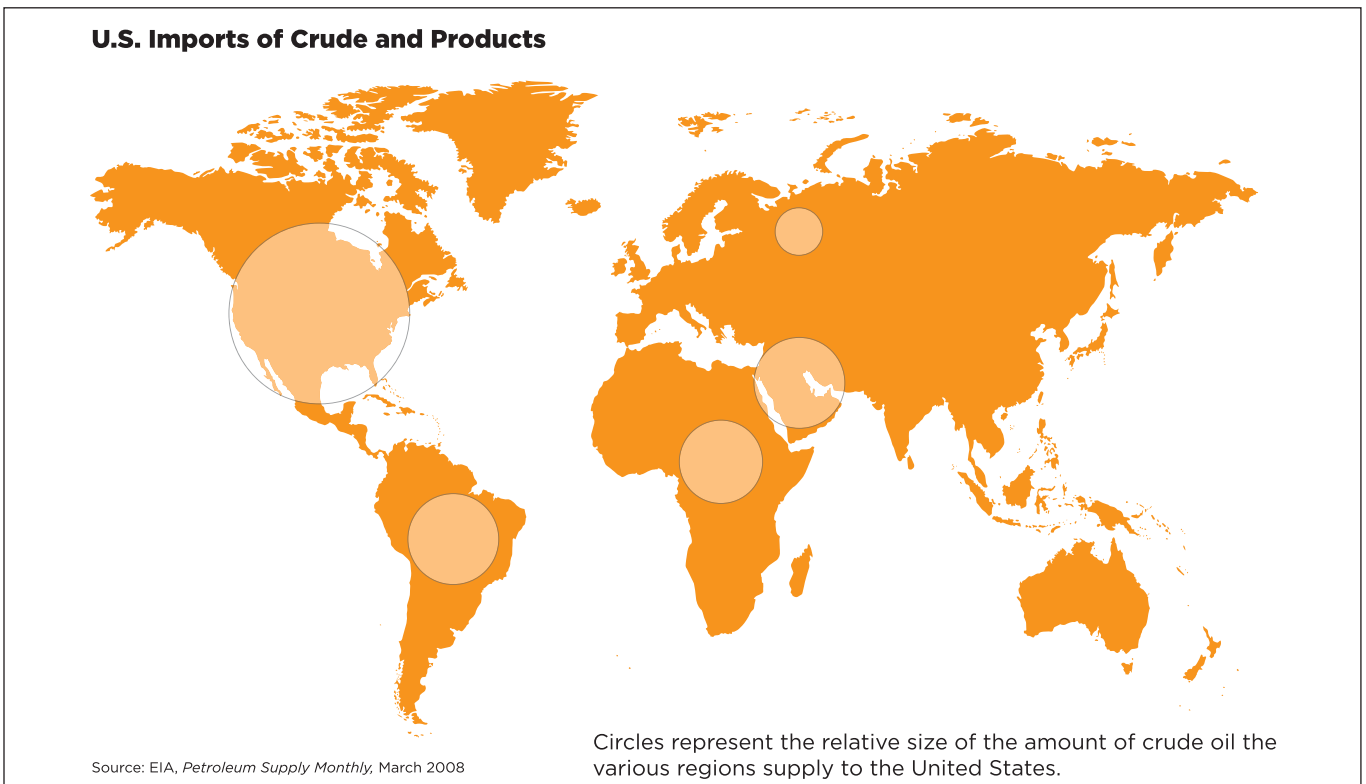 U.S. Imports of Crude and Products
Circles represent the relative size of the amount of crude oil the
various regions supply to the United States.
Source: EIA, Petroleum Supply Monthly, March 2008